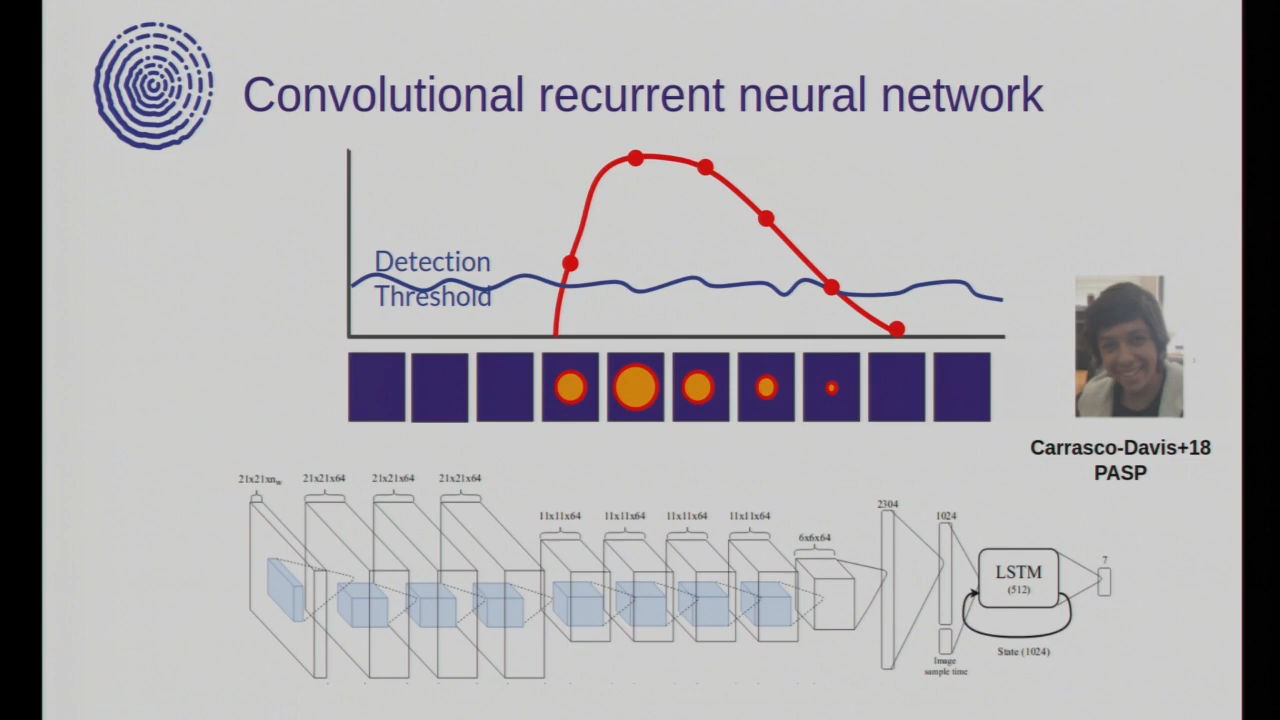 Convolutional recurrent neural network
Detection
Threshold
Carrasco-Davis+18
PASP
21x21xnw
21x21x64
21x21x64
21x21x64
11x11x64
11x11x64
11x11x64
11x11x64
6x6x64
2304
1024
LSTM
(512)
7
State (1024)
Image
sample time